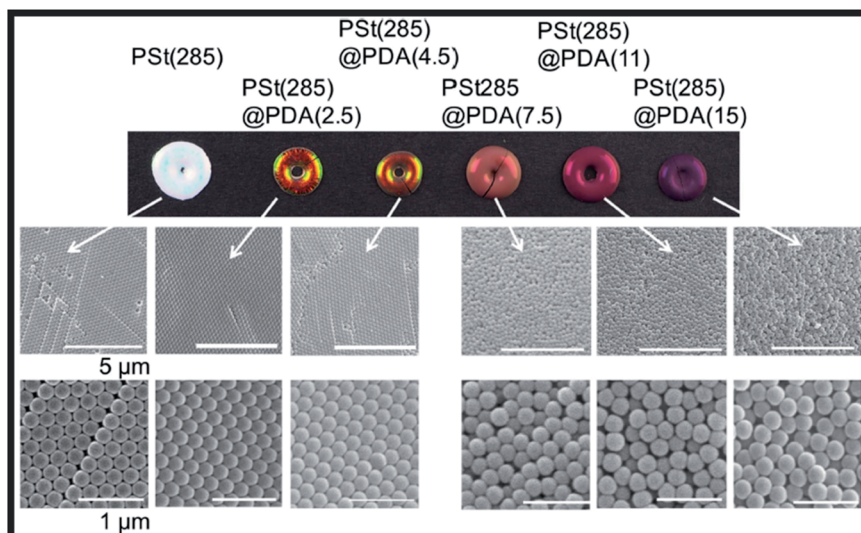 PSt(285)
PSt(285)
@PDA(2.5)
PSt(285)
@PDA(4.5)
PSt285
@PDA(7.5)
PSt(285)
@PDA(11)
PSt(285)
@PDA(15)
5 μm
1 μm